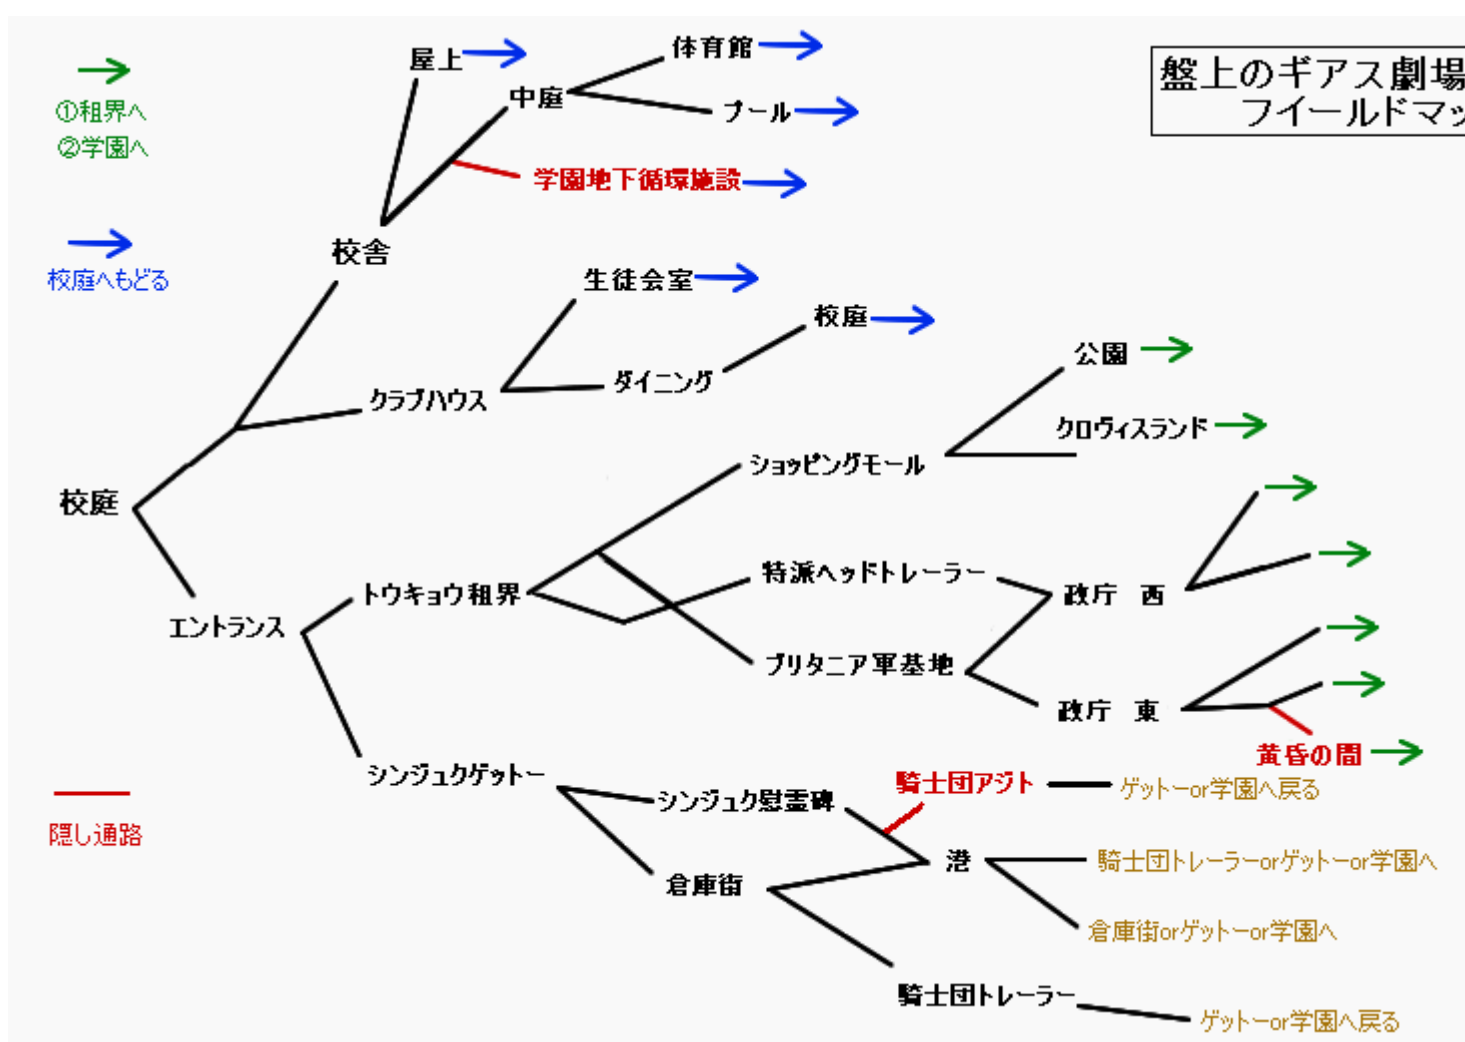 盤上のギアス劇場
フイールドマッ
①租界へ
②学園へ
校庭へもどる
隠し通路
屋上
体育館
中庭
プール
学園地下循環施設
校舎
生徒会室
校庭
ダイニング
クラブハウス
公園
クロヴィスランド
ショッピングモール
校庭
特派ヘッドトレーラー
政庁 西
トウキョウ租界
エントランス
ブリタニア軍基地
政庁 東
黄昏の間
シンジュクゲットー
騎士団アジト
ゲットーor学園へ戻る
シンジュク慰霊碑
港
騎士団トレーラーorゲットーor学園へ
倉庫街
倉庫街orゲットーor学園へ
騎士団トレーラー
ゲットーor学園へ戻る